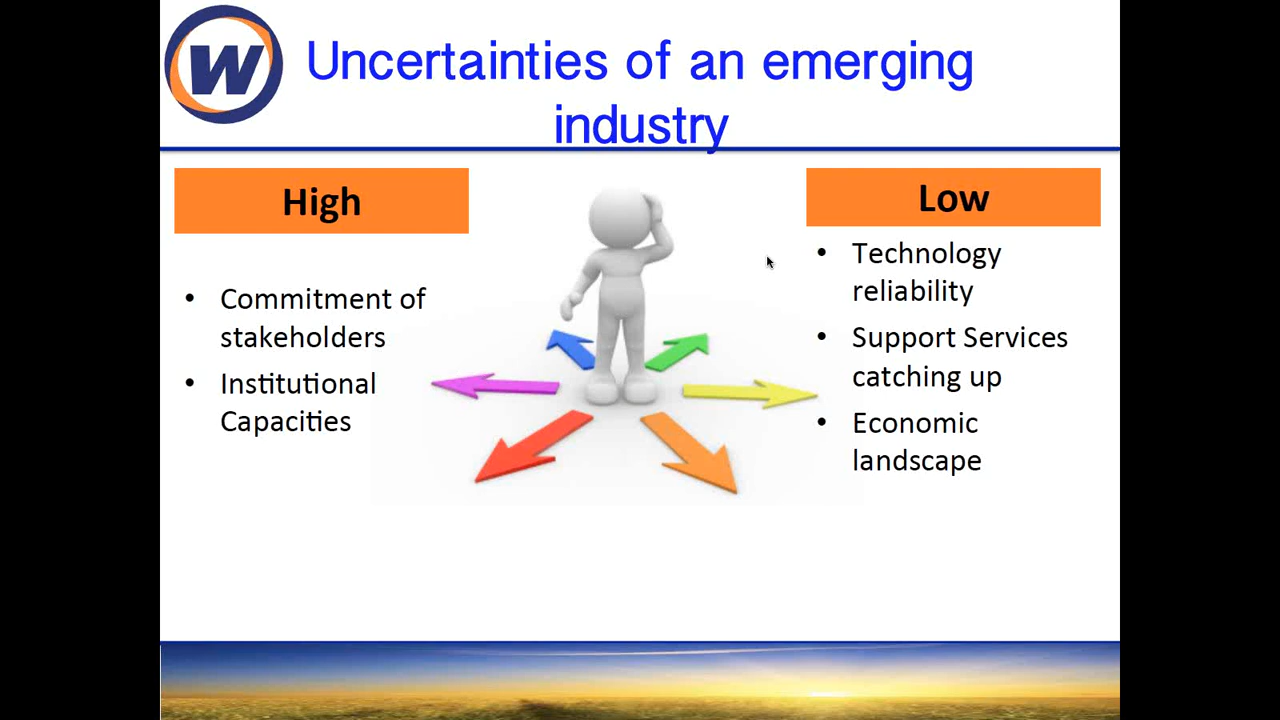 W
Uncertainties of an emerging
industry
High
• Commitment of
stakeholders
• Institutional
Capacities
Low
• Technology
reliability
• Support Services
catching up
• Economic
landscape